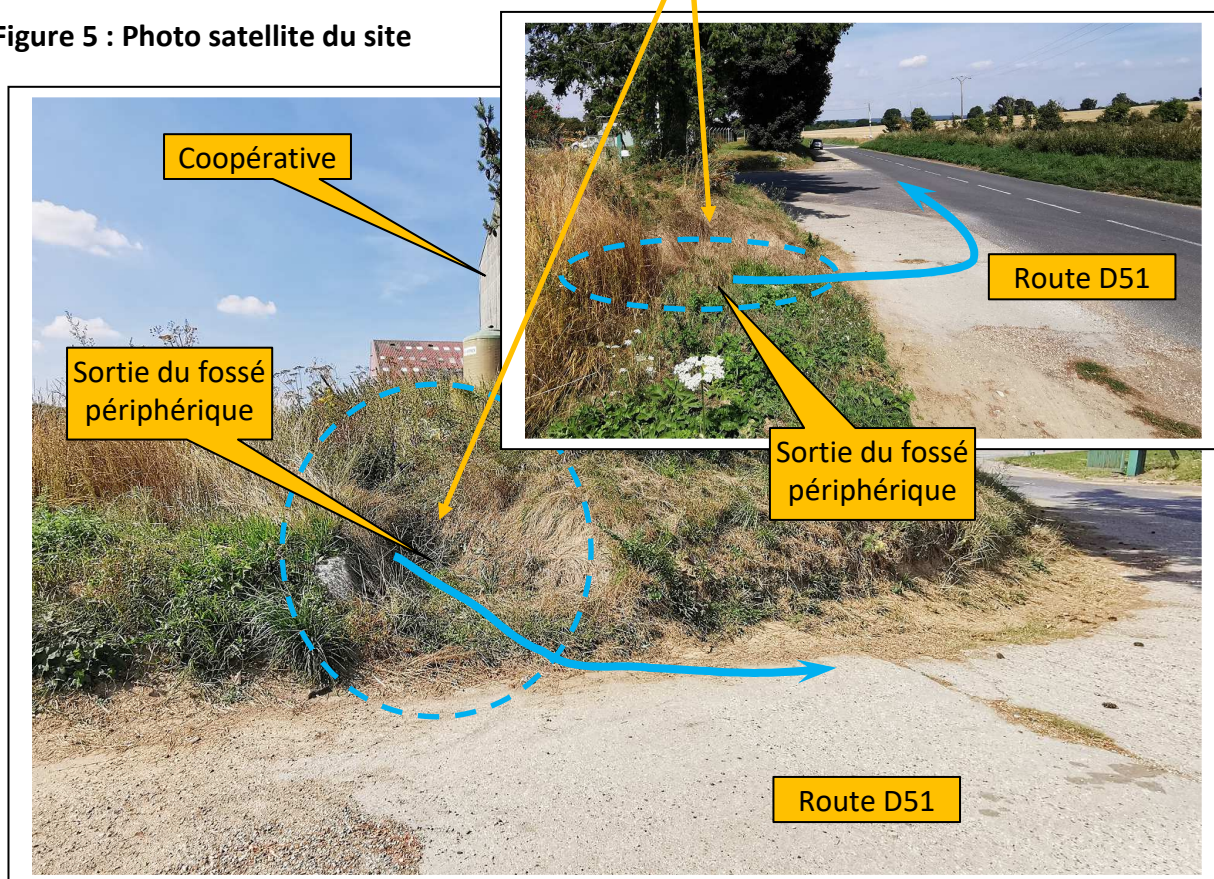 Figure 5 : Photo satellite du site
Coopérative
Sortie du fossé
périphérique
Route D51
Sortie du fossé
périphérique
Route D51